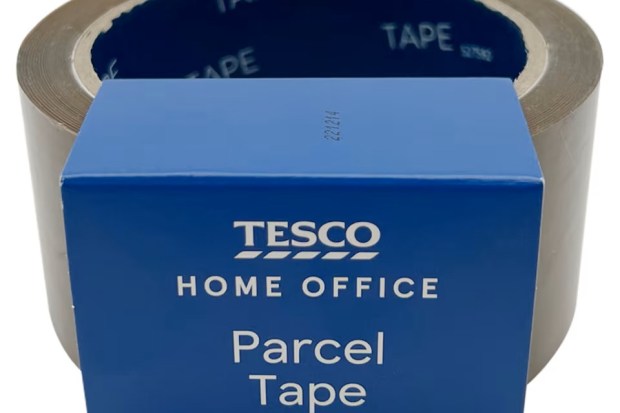 TAPE
TAPE
221214
TESCO
HOME OFFICE
Parcel
Tape